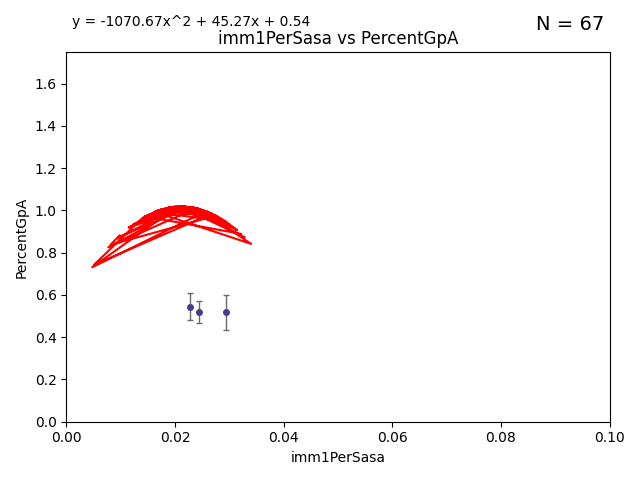 y = -1070.67x^2 + 45.27x + 0.54
N = 67
imm1PerSasa vs PercentGpA
1.6
1.4
1.2
1.0
0.8
0.6
0.4
0.2
0.0
PercentGpA
0.00 0.02 0.04 0.06 0.08 0.10
imm1PerSasa